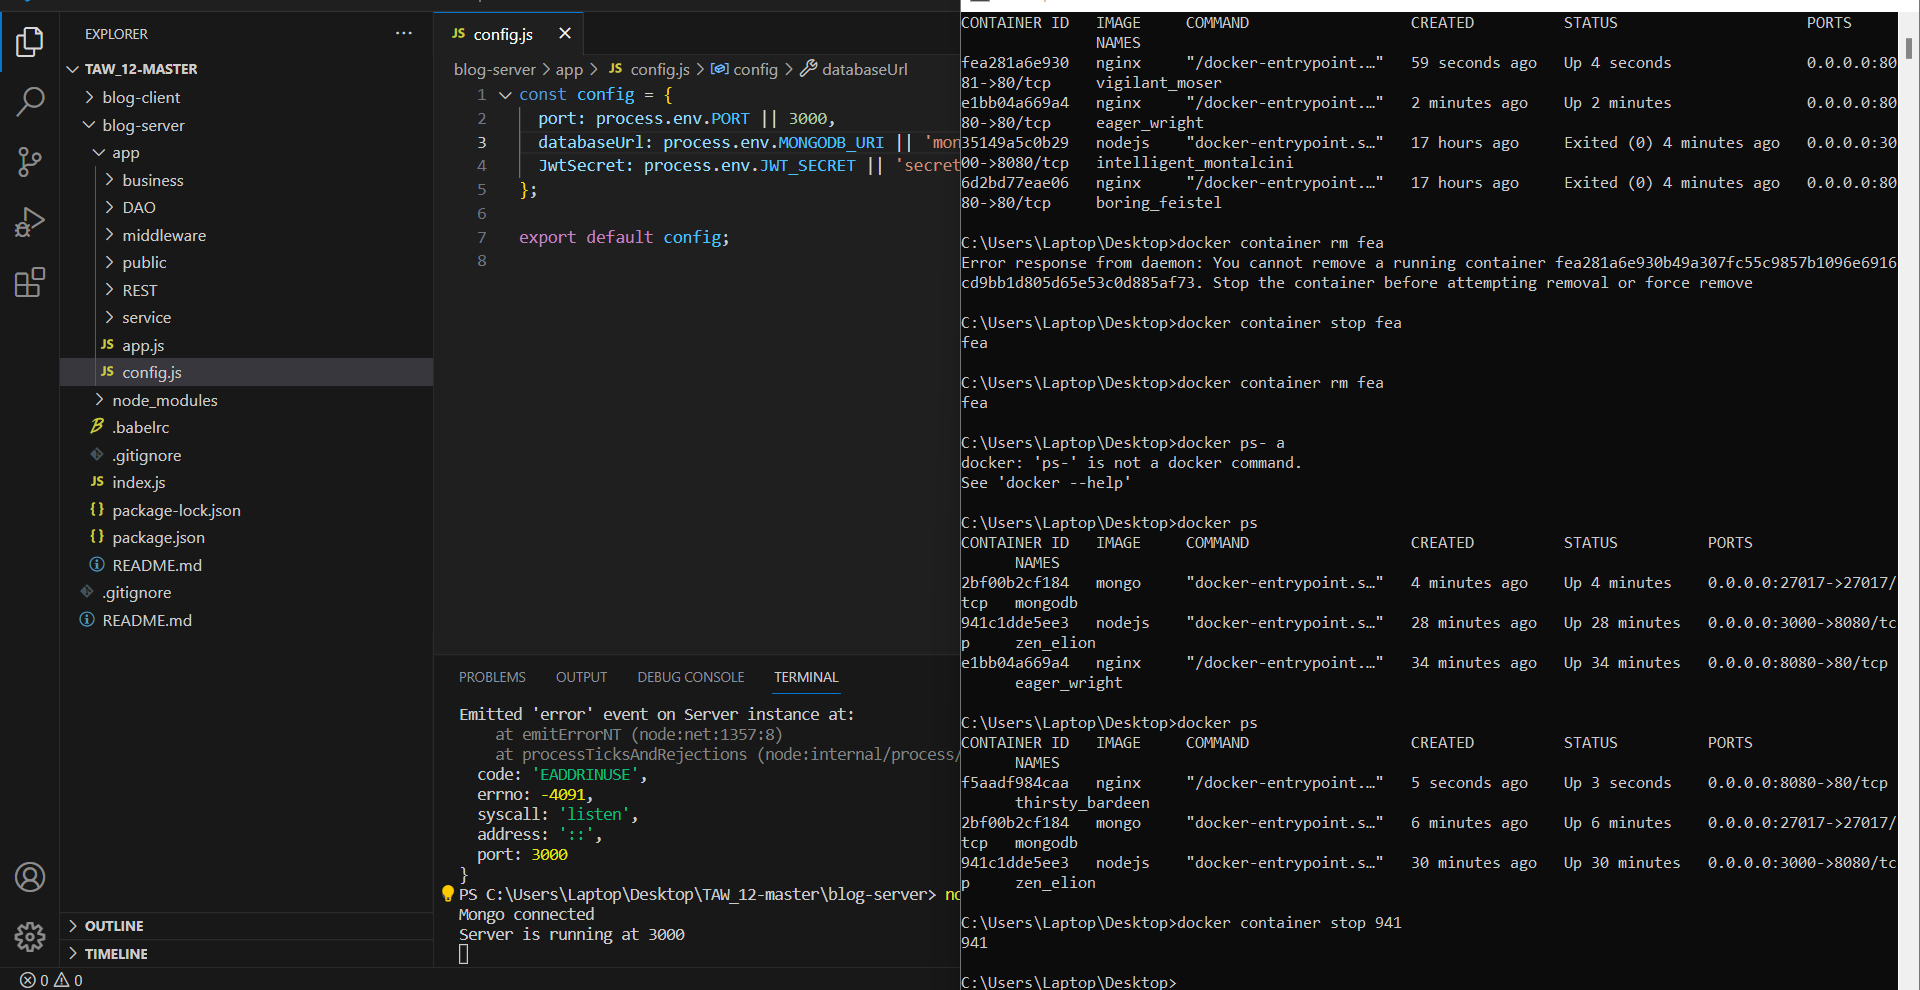 EXPLORER
···
TAW_12-MASTER
blog-client
blog-server
app
business
DAO
middleware
public
REST
service
JS app.js
JS config.js
node_modules
.babelrc
.gitignore
JS index.js
{} package-lock.json
{} package.json
README.md
.gitignore
README.md
OUTLINE
TIMELINE
0 0
JS config.js
blog-server > app > JS config.js > config > databaseUrl
1 const config = {
2 port: process.env.PORT || 3000,
3 databaseUrl: process.env.MONGODB_URI || 'mon
4 JwtSecret: process.env.JWT_SECRET || 'secret
5 };
6
7 export default config;
8
PROBLEMS OUTPUT DEBUG CONSOLE TERMINAL
Emitted 'error' event on Server instance at:
at emitErrorNT (node:net:1357:8)
at processTicksAndRejections (node:internal/process/
code: 'EADDRINUSE',
errno: -4091,
syscall: 'listen',
address: '::',
port: 3000
}
PS C:\Users\Laptop\Desktop\TAW_12-master\blog-server> no
Mongo connected
Server is running at 3000
CONTAINER ID IMAGE COMMAND CREATED STATUS PORTS
NAMES
fea281a6e930 nginx "/docker-entrypoint.…" 59 seconds ago Up 4 seconds 0.0.0.0:80
81->80/tcp vigilant_moser
e1bb04a669a4 nginx "/docker-entrypoint.…" 2 minutes ago Up 2 minutes 0.0.0.0:80
80->80/tcp eager_wright
35149a5c0b29 nodejs "docker-entrypoint.s…" 17 hours ago Exited (0) 4 minutes ago 0.0.0.0:30
00->8080/tcp intelligent_montalcini
6d2bd77eae06 nginx "/docker-entrypoint.…" 17 hours ago Exited (0) 4 minutes ago 0.0.0.0:80
80->80/tcp boring_feistel
C:\Users\Laptop\Desktop>docker container rm fea
Error response from daemon: You cannot remove a running container fea281a6e930b49a307fc55c9857b1096e6916
cd9bb1d805d65e53c0d885af73. Stop the container before attempting removal or force remove
C:\Users\Laptop\Desktop>docker container stop fea
fea
C:\Users\Laptop\Desktop>docker container rm fea
fea
C:\Users\Laptop\Desktop>docker ps- a
docker: 'ps-' is not a docker command.
See 'docker --help'
C:\Users\Laptop\Desktop>docker ps
CONTAINER ID IMAGE COMMAND CREATED STATUS PORTS
NAMES
2bf00b2cf184 mongo "docker-entrypoint.s…" 4 minutes ago Up 4 minutes 0.0.0.0:27017->27017/
tcp mongodb
941c1dde5ee3 nodejs "docker-entrypoint.s…" 28 minutes ago Up 28 minutes 0.0.0.0:3000->8080/tc
p zen_elion
e1bb04a669a4 nginx "/docker-entrypoint.…" 34 minutes ago Up 34 minutes 0.0.0.0:8080->80/tcp
eager_wright
C:\Users\Laptop\Desktop>docker ps
CONTAINER ID IMAGE COMMAND CREATED STATUS PORTS
NAMES
f5aadf984caa nginx "/docker-entrypoint.…" 5 seconds ago Up 3 seconds 0.0.0.0:8080->80/tcp
thirsty_bardeen
2bf00b2cf184 mongo "docker-entrypoint.s…" 6 minutes ago Up 6 minutes 0.0.0.0:27017->27017/
tcp mongodb
941c1dde5ee3 nodejs "docker-entrypoint.s…" 30 minutes ago Up 30 minutes 0.0.0.0:3000->8080/tc
p zen_elion
C:\Users\Laptop\Desktop>docker container stop 941
941
C:\Users\Laptop\Desktop>